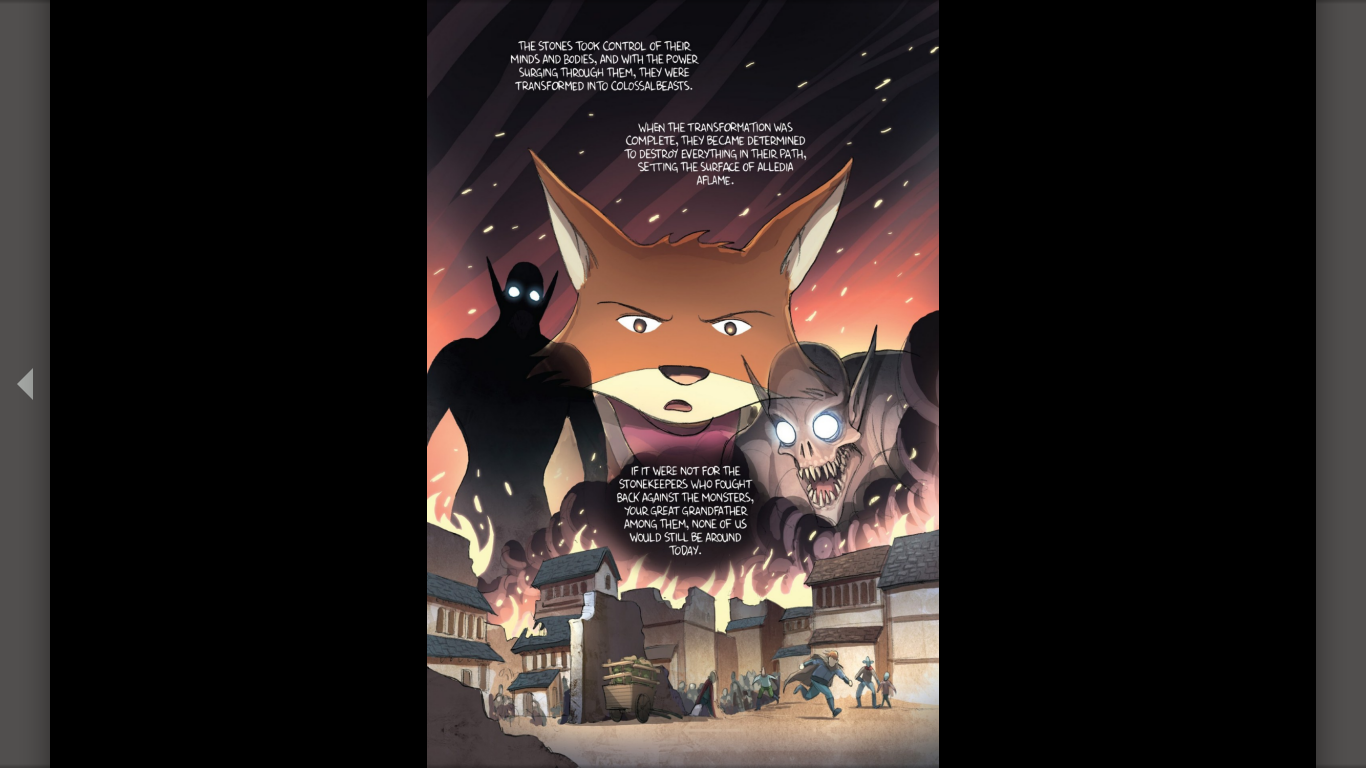 THE STONES TOOK CONTROL OF THEIR
MINDS AND BODIES, AND WITH THE POWER
SURGING THROUGH THEM, THEY WERE
TRANSFORMED INTO COLOSSAL BEASTS.
WHEN THE TRANSFORMATION WAS
COMPLETE, THEY BECAME DETERMINED
TO DESTROY EVERYTHING IN THEIR PATH,
SETTING THE SURFACE OF ALLEDIA
AFLAME.
IF IT WERE NOT FOR THE
STONEKEEPERS WHO FOUGHT
BACK AGAINST THE MONSTERS,
YOUR GREAT GRANDFATHER
AMONG THEM, NONE OF US
WOULD STILL BE AROUND
TODAY.